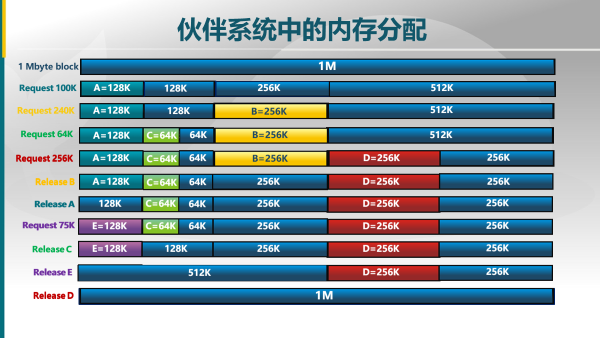 伙伴系统中的内存分配
1 Mbyte block 1M
Request 100K A=128K 128K 256K 512K
Request 240K A=128K 128K B=256K 512K
Request 64K A=128K C=64K 64K B=256K 512K
Request 256K A=128K C=64K 64K B=256K D=256K 256K
Release B A=128K C=64K 64K 256K D=256K 256K
Release A 128K C=64K 64K 256K D=256K 256K
Request 75K E=128K C=64K 64K 256K D=256K 256K
Release C E=128K 128K 256K D=256K 256K
Release E 512K D=256K 256K
Release D 1M